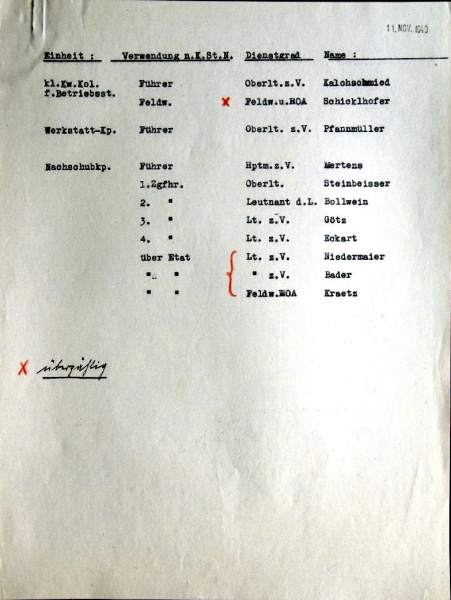 11. NOV. 1940
Einheit : Verwendung n.K.St.N. Dienstgrad Name :
kl.Kw.Kol. Führer Oberlt.z.V. Kalchschmied
f.Betriebsst.
Feldw. x Feldw.u.ROA Schicklhofer
Werkstatt-Kp. Führer Oberlt. z.V. Pfannmüller
Nachschubkp. Führer Hptm.z.V. Mertens
1.Zgfhr. Oberlt. Steinbeisser
2. " Leutnant d.L. Bollwein
3. " Lt. z.V. Götz
4. " Lt. z.V. Eckart
über Etat Lt. z.V. Niedermaier
" " " z.V. Bader
" " Feldw.ROA Kraetz
x überzählig